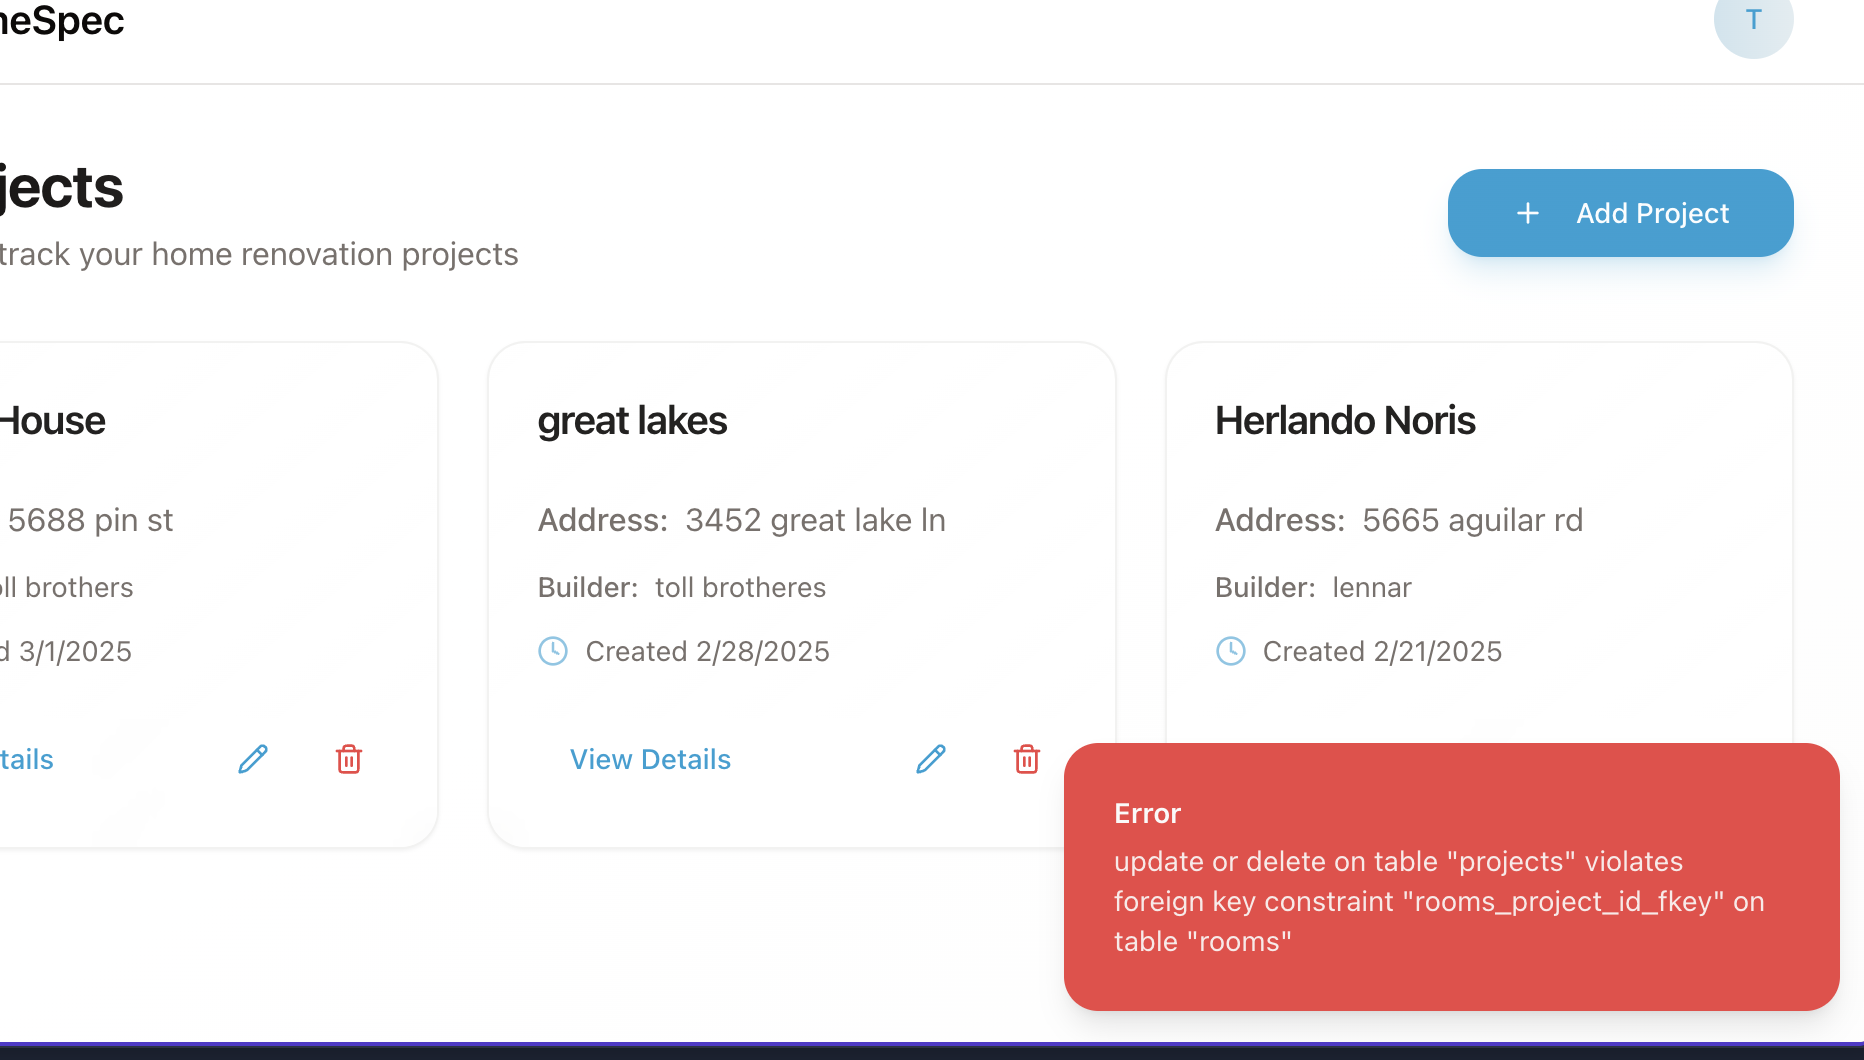 neSpec
T
jects
track your home renovation projects
+ Add Project
House
5688 pin st
ll brothers
d 3/1/2025
tails
great lakes
Address: 3452 great lake ln
Builder: toll brotheres
Created 2/28/2025
View Details
Herlando Noris
Address: 5665 aguilar rd
Builder: lennar
Created 2/21/2025
Error
update or delete on table "projects" violates
foreign key constraint "rooms_project_id_fkey" on
table "rooms"